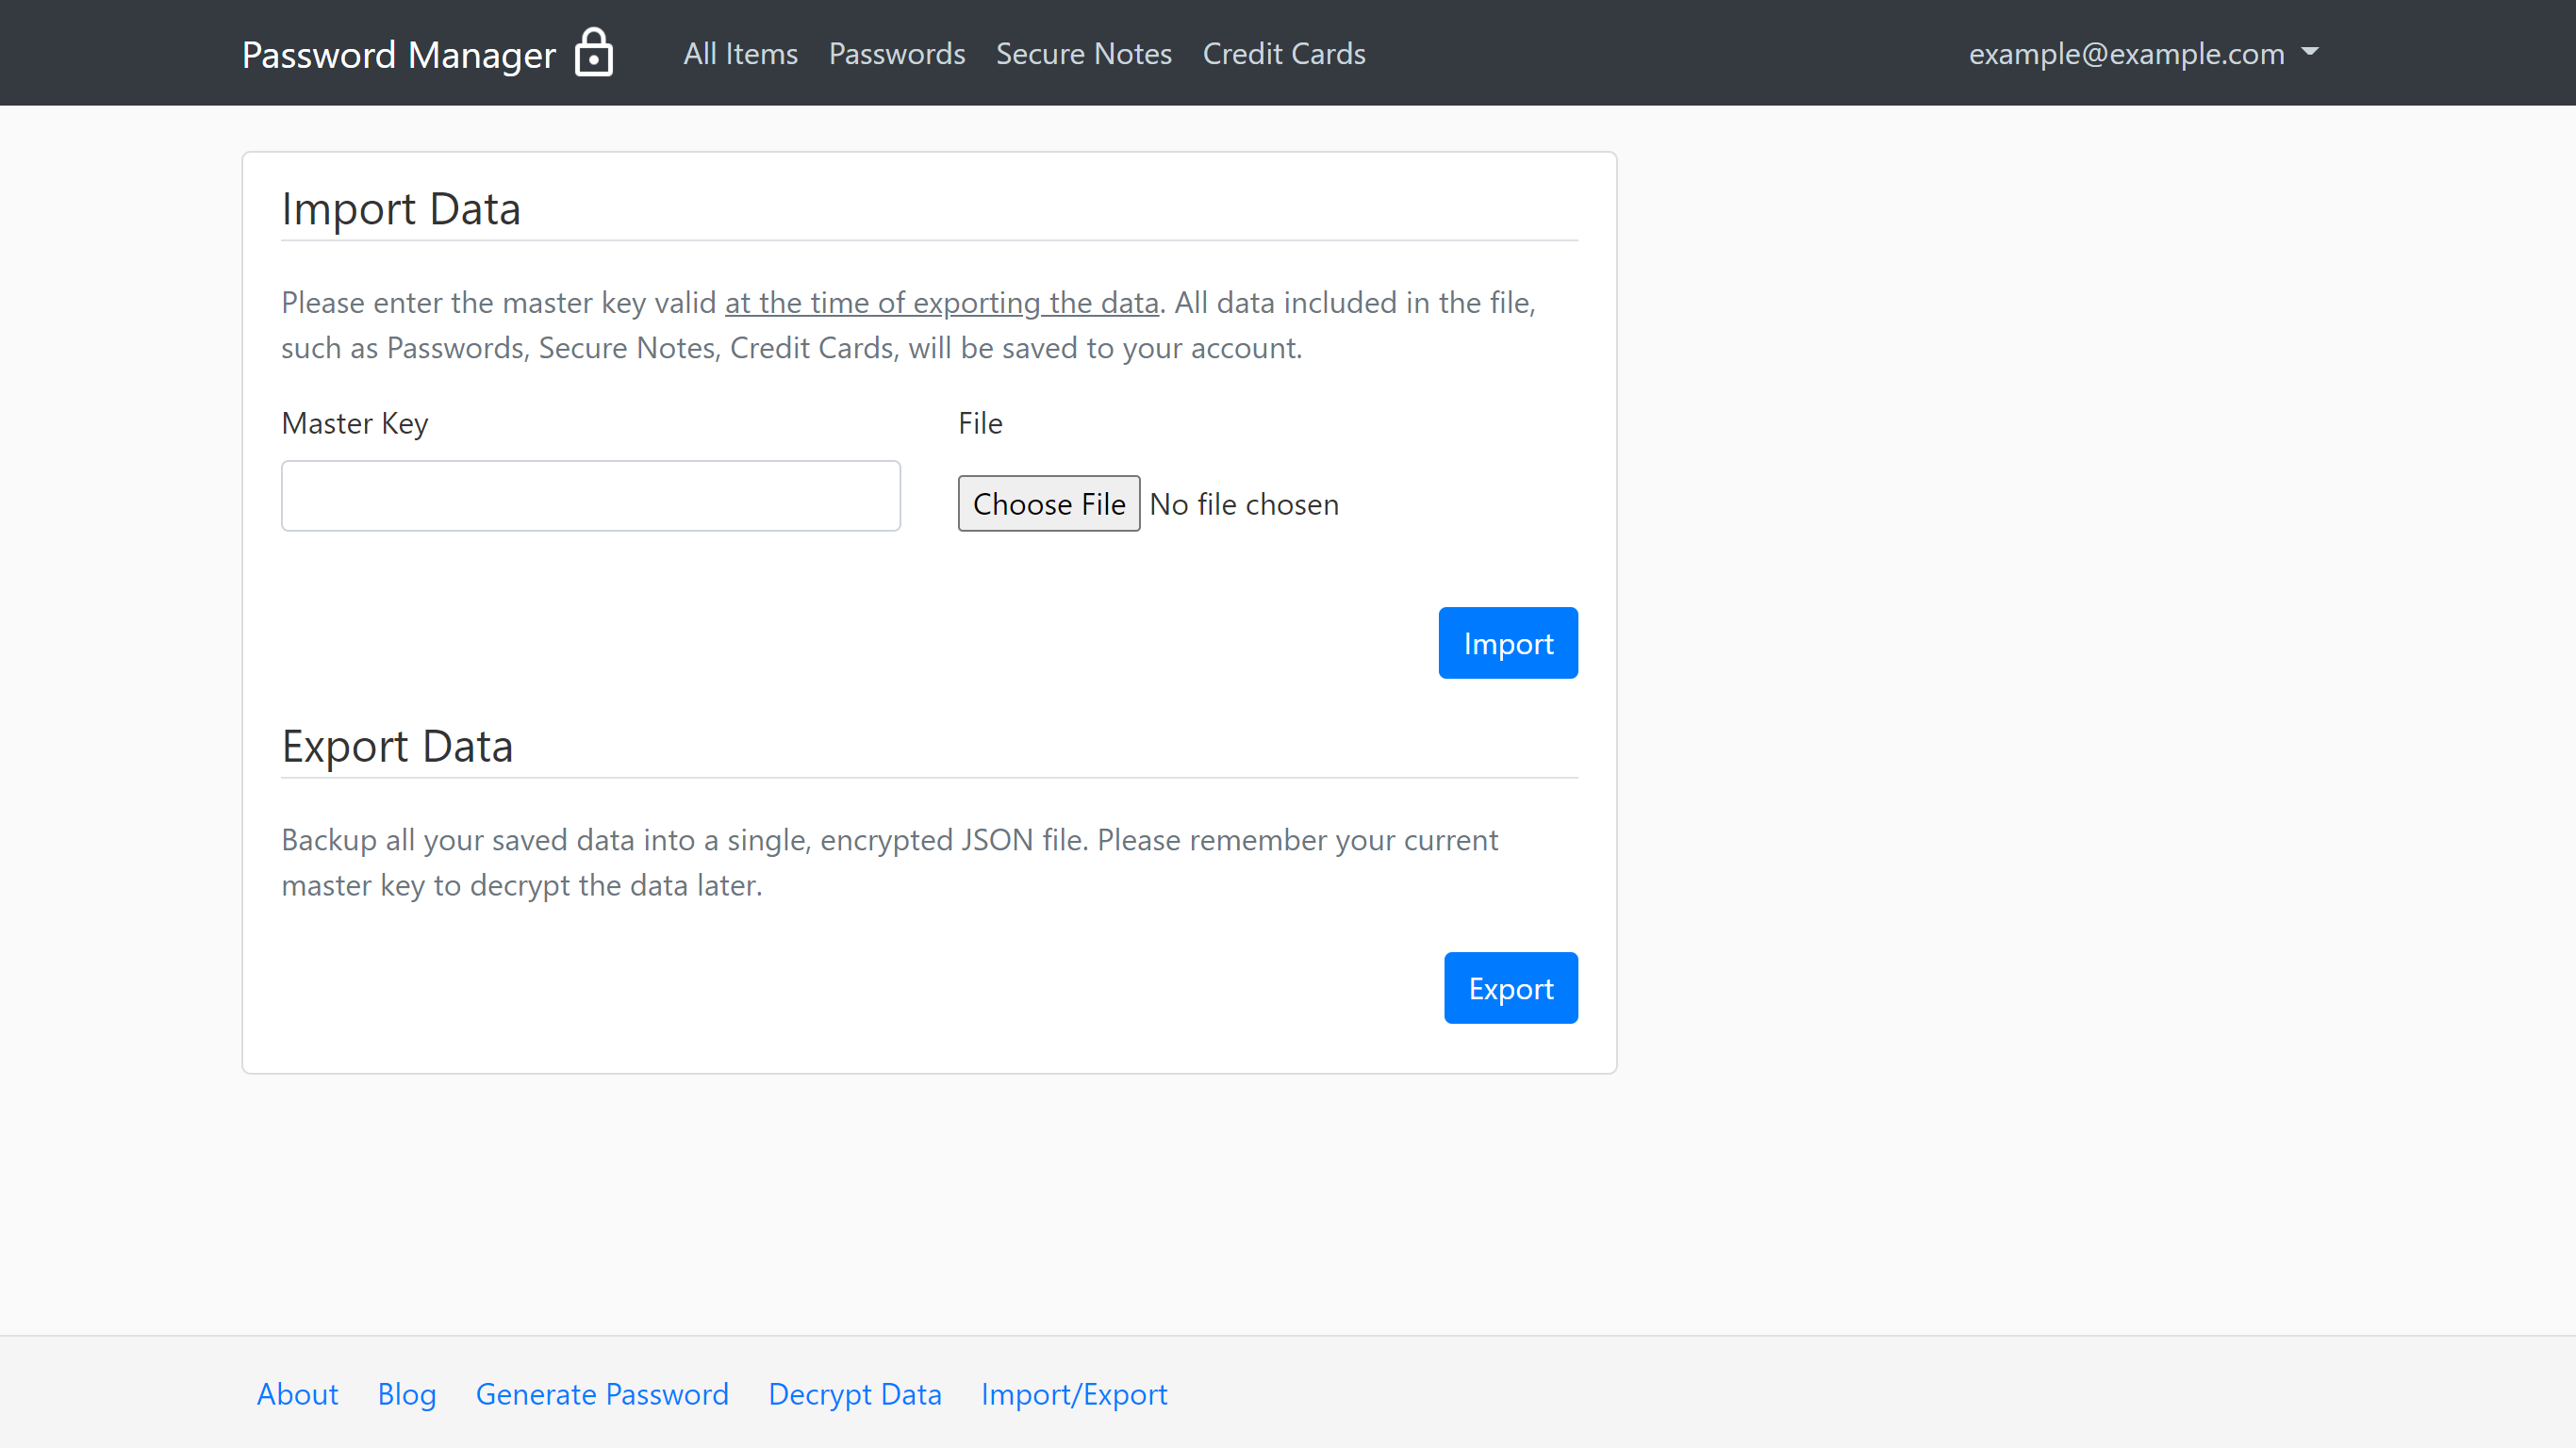 Password Manager
All Items Passwords Secure Notes Credit Cards
example@example.com
Import Data
Please enter the master key valid at the time of exporting the data. All data included in the file,
such as Passwords, Secure Notes, Credit Cards, will be saved to your account.
Master Key
File
Choose File No file chosen
Import
Export Data
Backup all your saved data into a single, encrypted JSON file. Please remember your current
master key to decrypt the data later.
Export
About Blog Generate Password Decrypt Data Import/Export